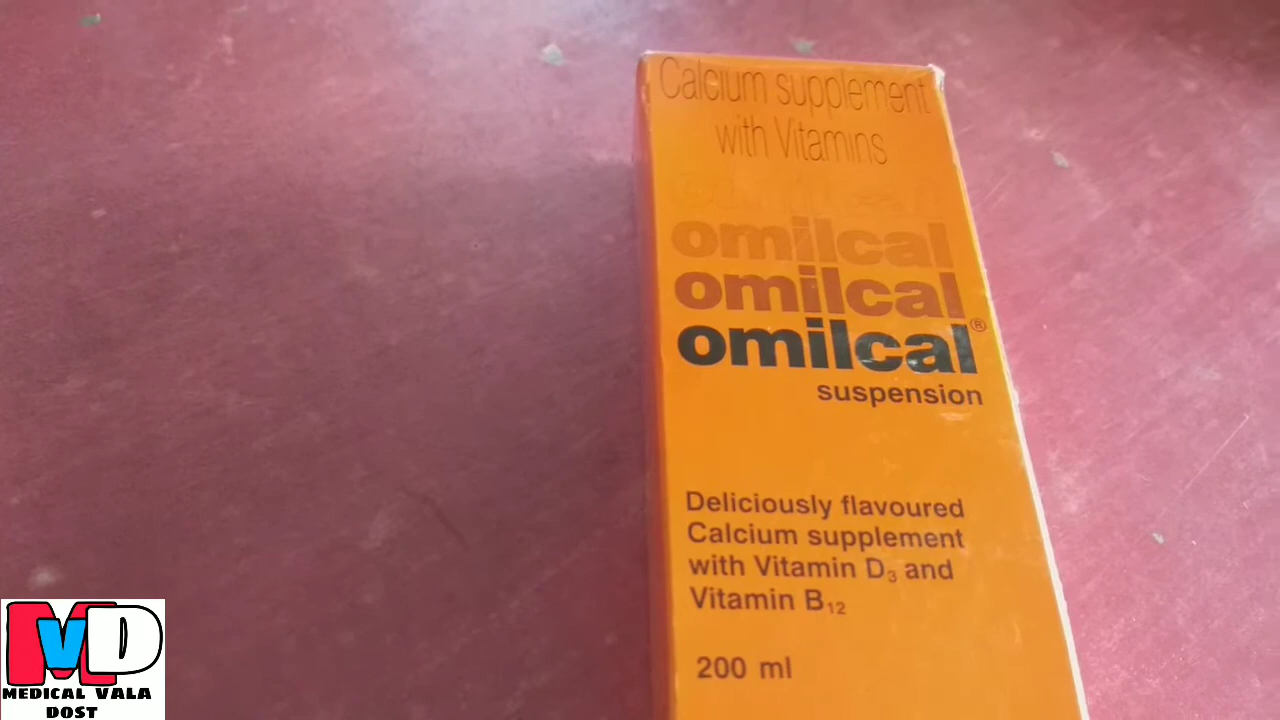 Calcium supplement
with Vitamins
omilcal
omilcal
omilcal®
suspension
Deliciously flavoured
Calcium supplement
with Vitamin D₃ and
Vitamin B₁₂
200 ml
MVD
MEDICAL VALA
DOST